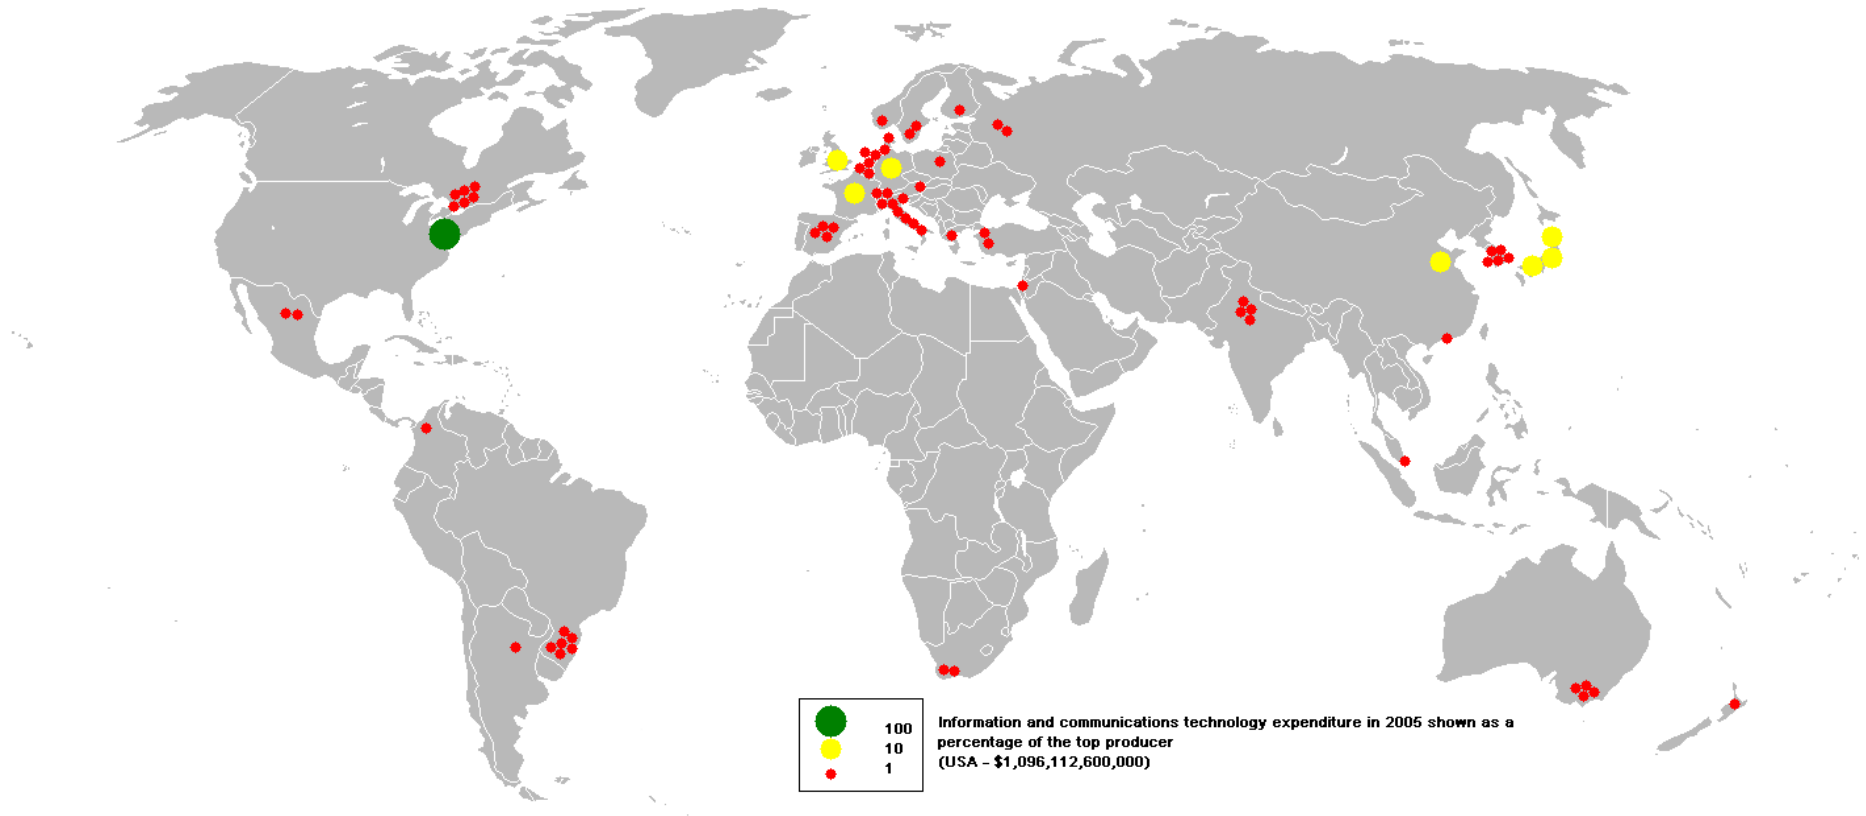 100
10
1
Information and communications technology expenditure in 2005 shown as a
percentage of the top producer
(USA - $1,096,112,600,000)